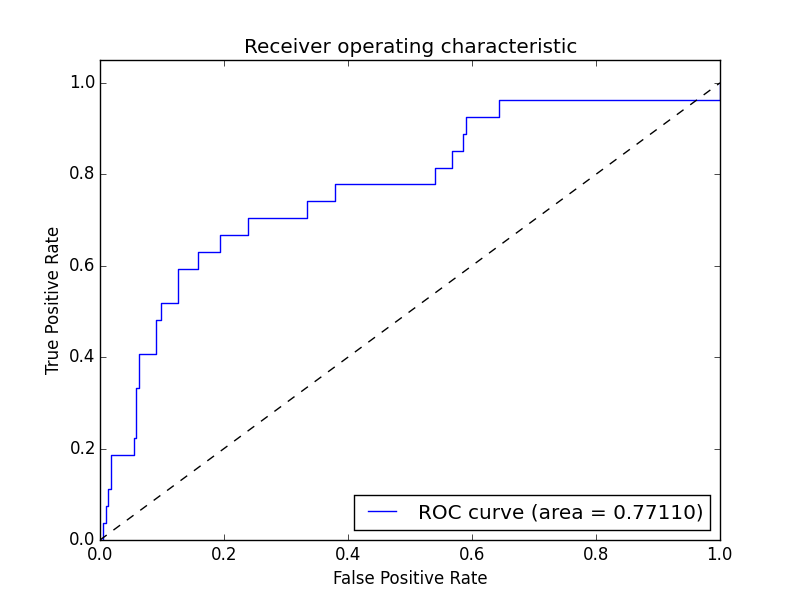 Receiver operating characteristic
1.0
0.8
0.6
0.4
0.2
0.0
True Positive Rate
ROC curve (area = 0.77110)
0.0 0.2 0.4 0.6 0.8 1.0
False Positive Rate